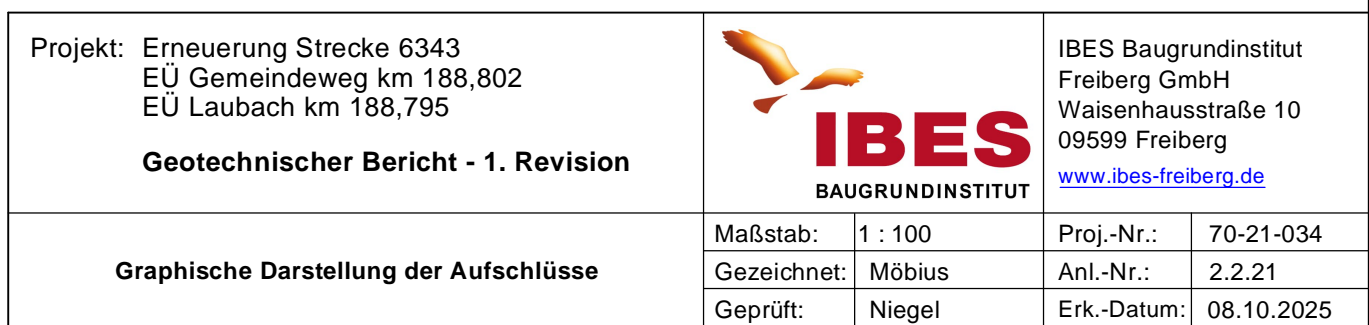 Projekt: Erneuerung Strecke 6343
EÜ Gemeindeweg km 188,802
EÜ Laubach km 188,795
Geotechnischer Bericht - 1. Revision
IBES
BAUGRUNDINSTITUT
IBES Baugrundinstitut
Freiberg GmbH
Waisenhausstraße 10
09599 Freiberg
www.ibes-freiberg.de
Graphische Darstellung der Aufschlüsse
Maßstab: 1 : 100 Proj.-Nr.: 70-21-034
Gezeichnet: Möbius Anl.-Nr.: 2.2.21
Geprüft: Niegel Erk.-Datum: 08.10.2025